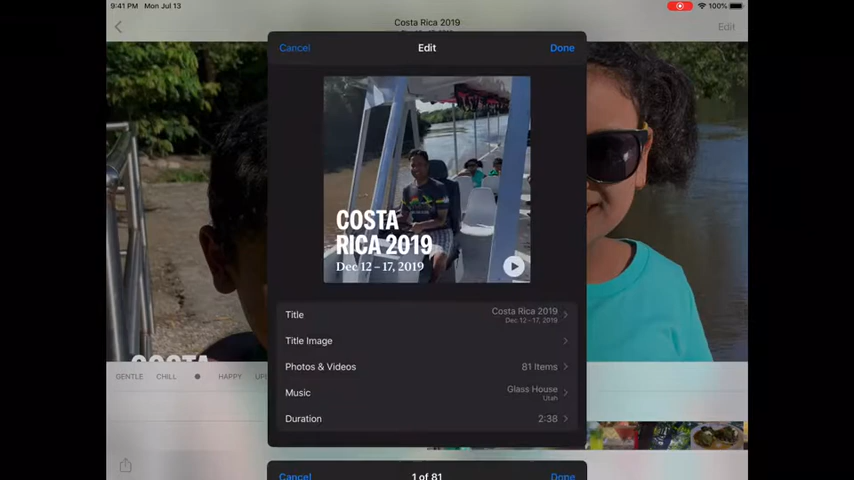 9:41 PM Mon Jul 13
100%
Costa Rica 2019
Edit
Cancel
Edit
Done
COSTA
RICA 2019
Dec 12 – 17, 2019
Title
Costa Rica 2019
Dec 12–17, 2019
Title Image
Photos & Videos
81 Items
Music
Glass House
Utah
Duration
2:38
COSTA
GENTLE
CHILL
HAPPY
Cancel
1 of 81
Done